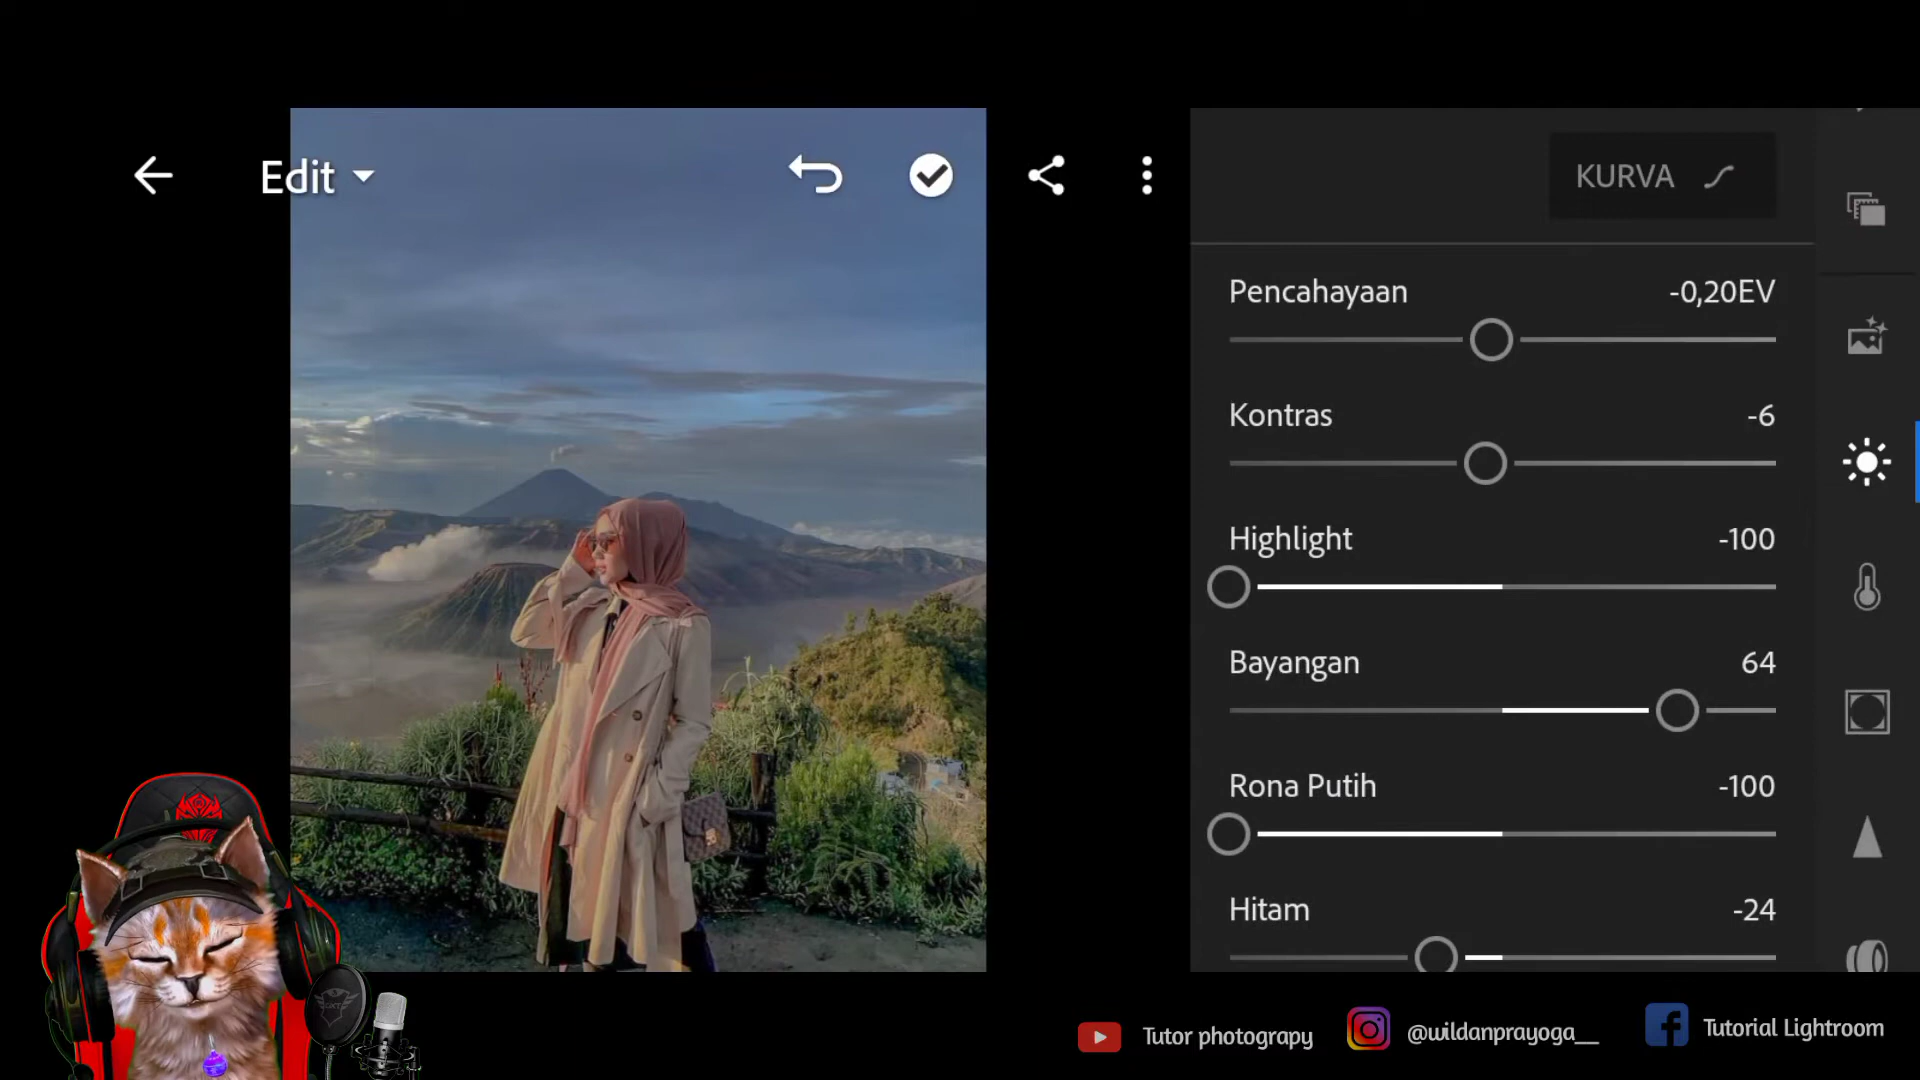 Edit
KURVA
Pencahayaan -0,20EV
Kontras -6
Highlight -100
Bayangan 64
Rona Putih -100
Hitam -24
Tutor photograpy
@wildanprayoga__
Tutorial Lightroom